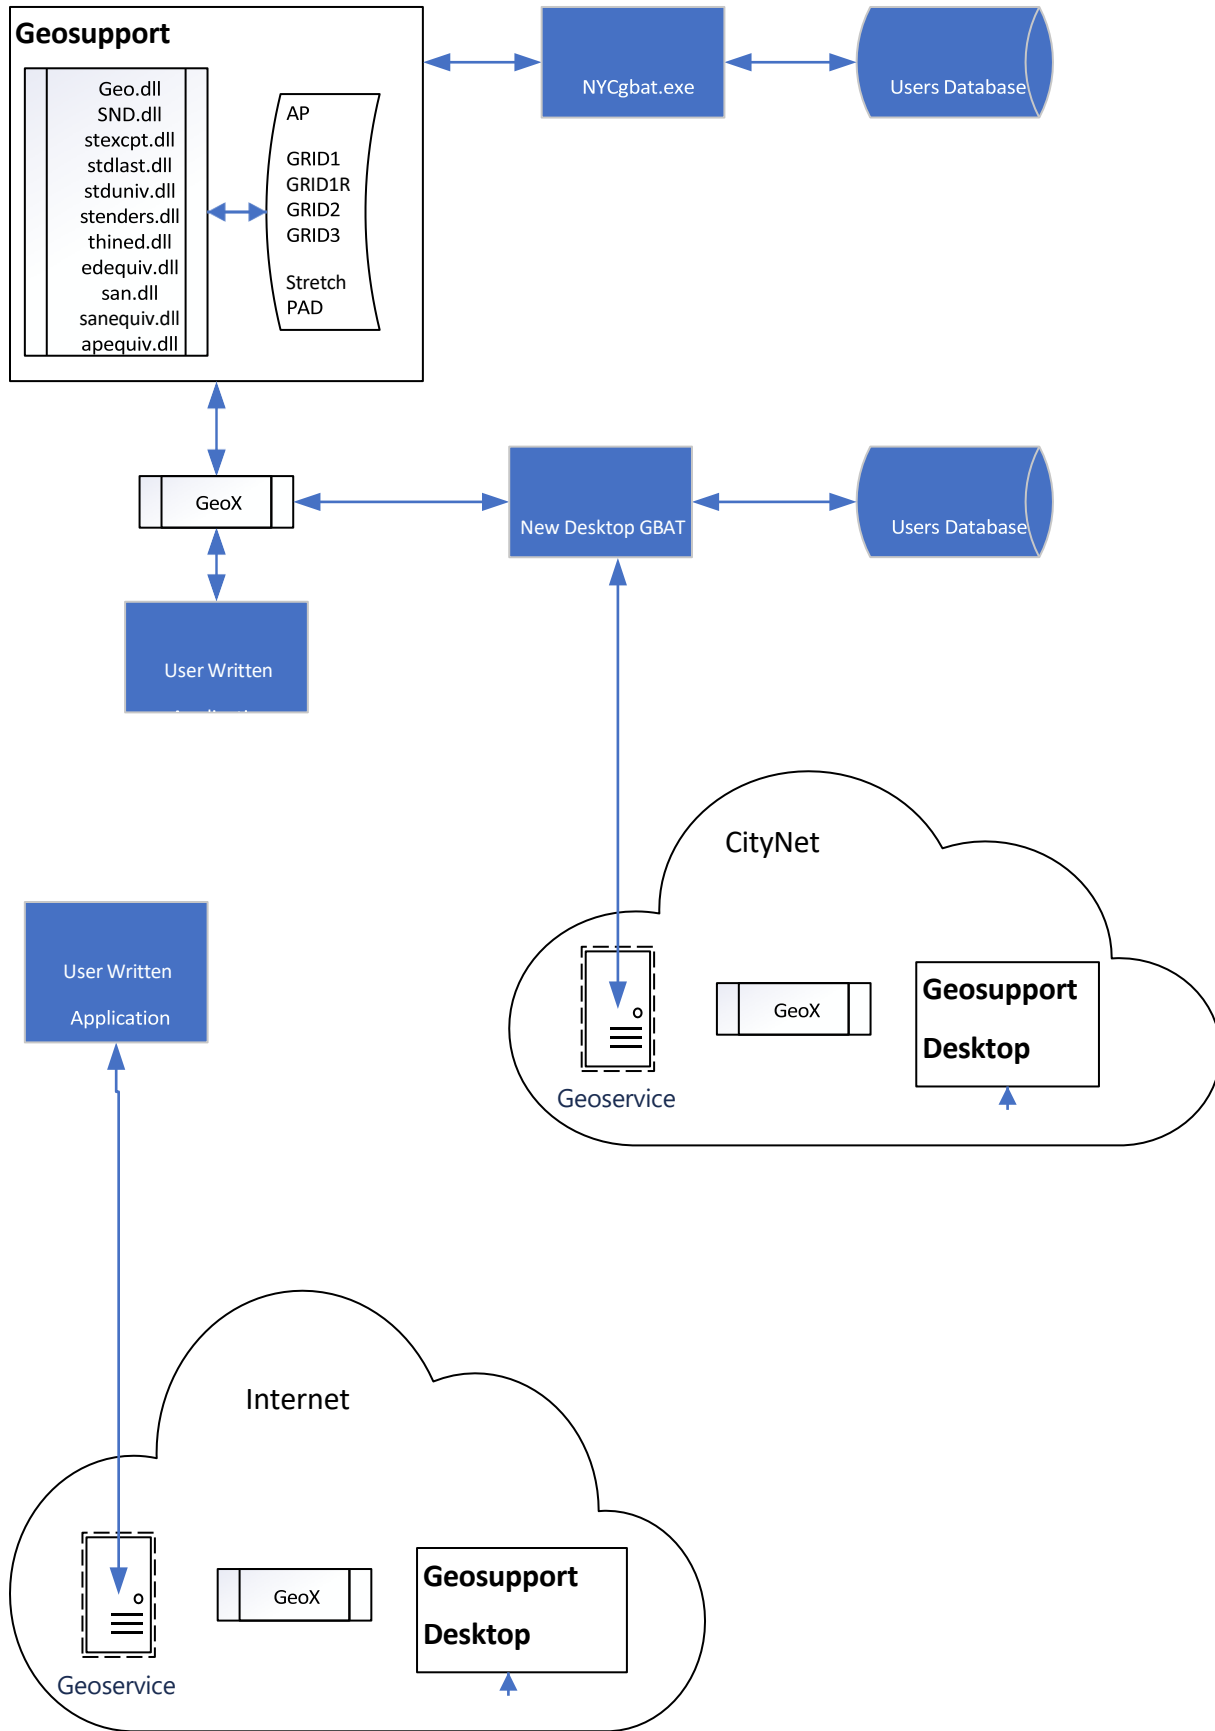 Geosupport
Geo.dll
SND.dll
stexcpt.dll
stdlast.dll
stduniv.dll
stenders.dll
thined.dll
edequiv.dll
san.dll
sanequiv.dll
apequiv.dll
AP
GRID1
GRID1R
GRID2
GRID3
Stretch
PAD
NYCgbat.exe
Users Database
GeoX
New Desktop GBAT
Users Database
User Written
CityNet
User Written
Application
GeoX
Geosupport
Desktop
Geoservice
Internet
GeoX
Geosupport
Desktop
Geoservice